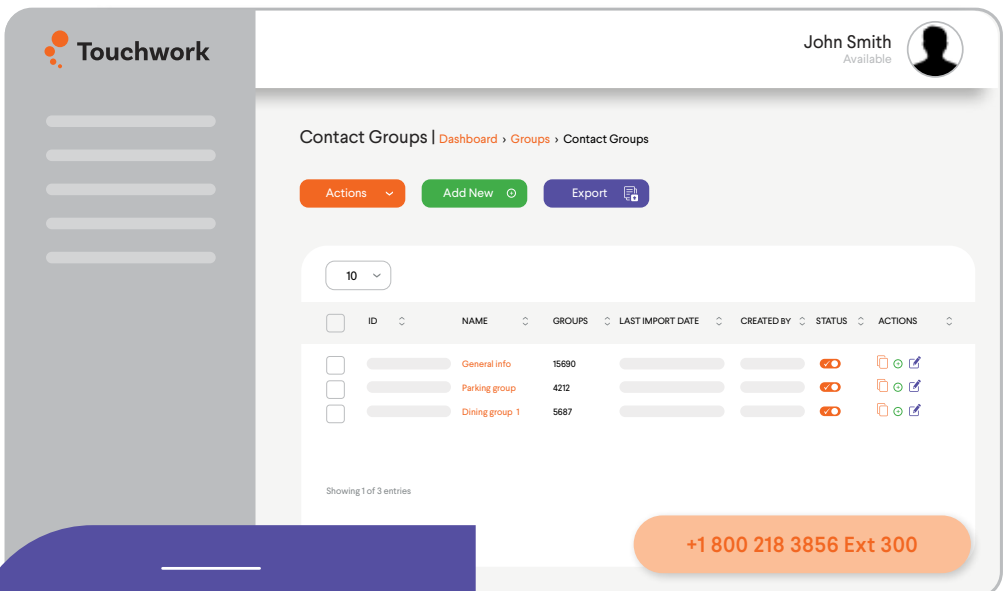 Touchwork
John Smith
Available
Contact Groups | Dashboard › Groups › Contact Groups
Actions Add New Export
10
ID NAME GROUPS LAST IMPORT DATE CREATED BY STATUS ACTIONS
General info 15690
Parking group 4212
Dining group 1 5687
Showing 1 of 3 entries
+1 800 218 3856 Ext 300